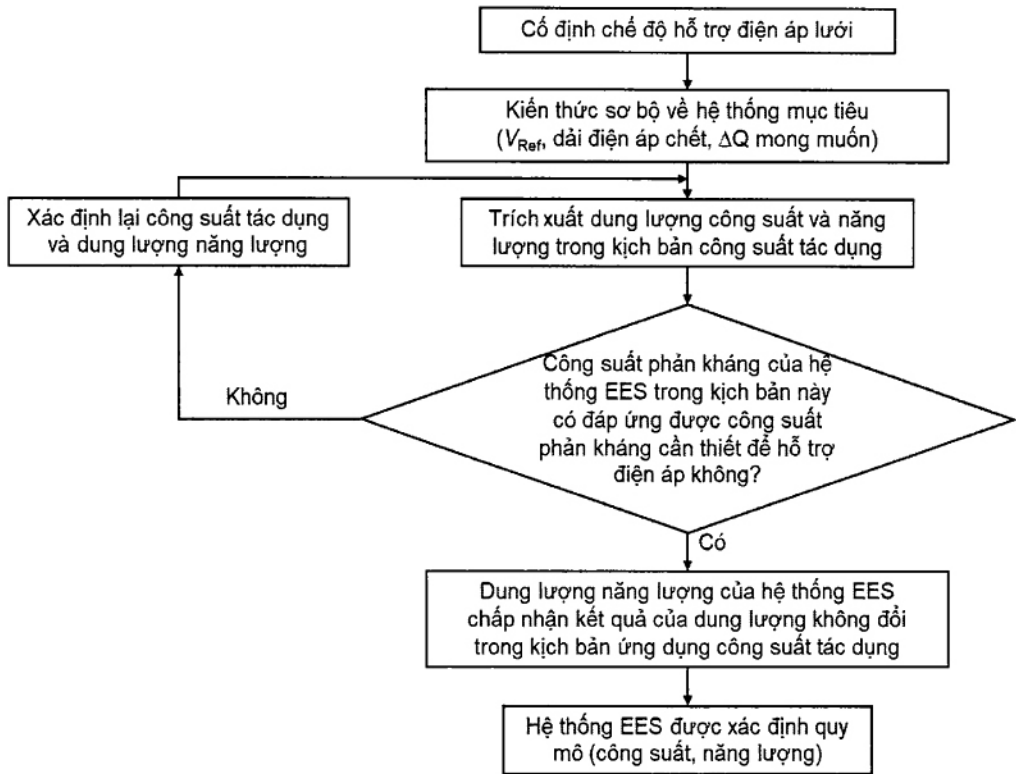 Cố định chế độ hỗ trợ điện áp lưới
Kiến thức sơ bộ về hệ thống mục tiêu
(VRef, dải điện áp chết, ΔQ mong muốn)
Xác định lại công suất tác dụng
và dung lượng năng lượng
Trích xuất dung lượng công suất và năng
lượng trong kịch bản công suất tác dụng
Công suất phản kháng của hệ
thống EES trong kịch bản này
có đáp ứng được công suất
phản kháng cần thiết để hỗ trợ
điện áp không?
Không
Có
Dung lượng năng lượng của hệ thống EES
chấp nhận kết quả của dung lượng không đổi
trong kịch bản ứng dụng công suất tác dụng
Hệ thống EES được xác định quy
mô (công suất, năng lượng)